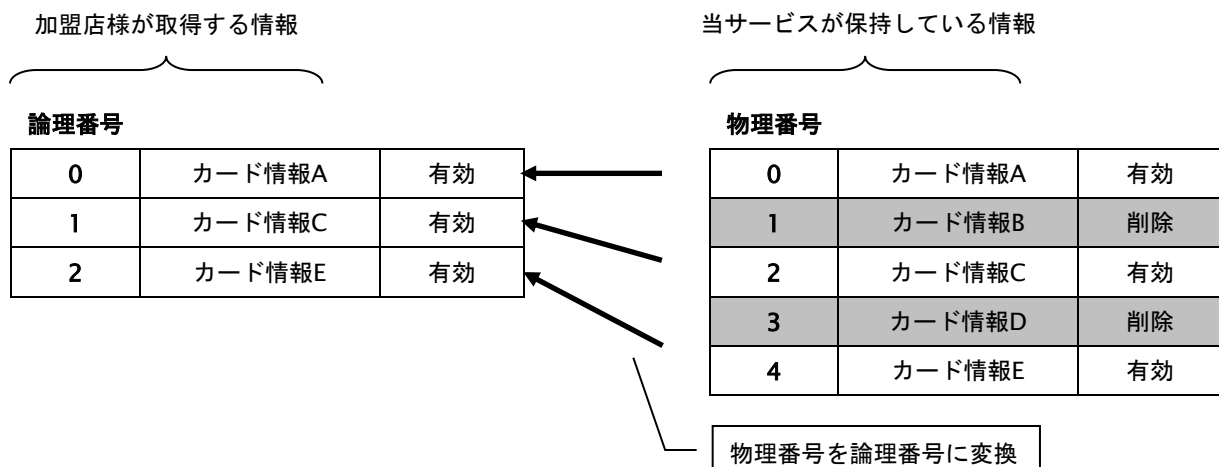 加盟店様が取得する情報
当サービスが保持している情報
論理番号
0 カード情報A 有効
1 カード情報C 有効
2 カード情報E 有効
物理番号
0 カード情報A 有効
1 カード情報B 削除
2 カード情報C 有効
3 カード情報D 削除
4 カード情報E 有効
物理番号を論理番号に変換